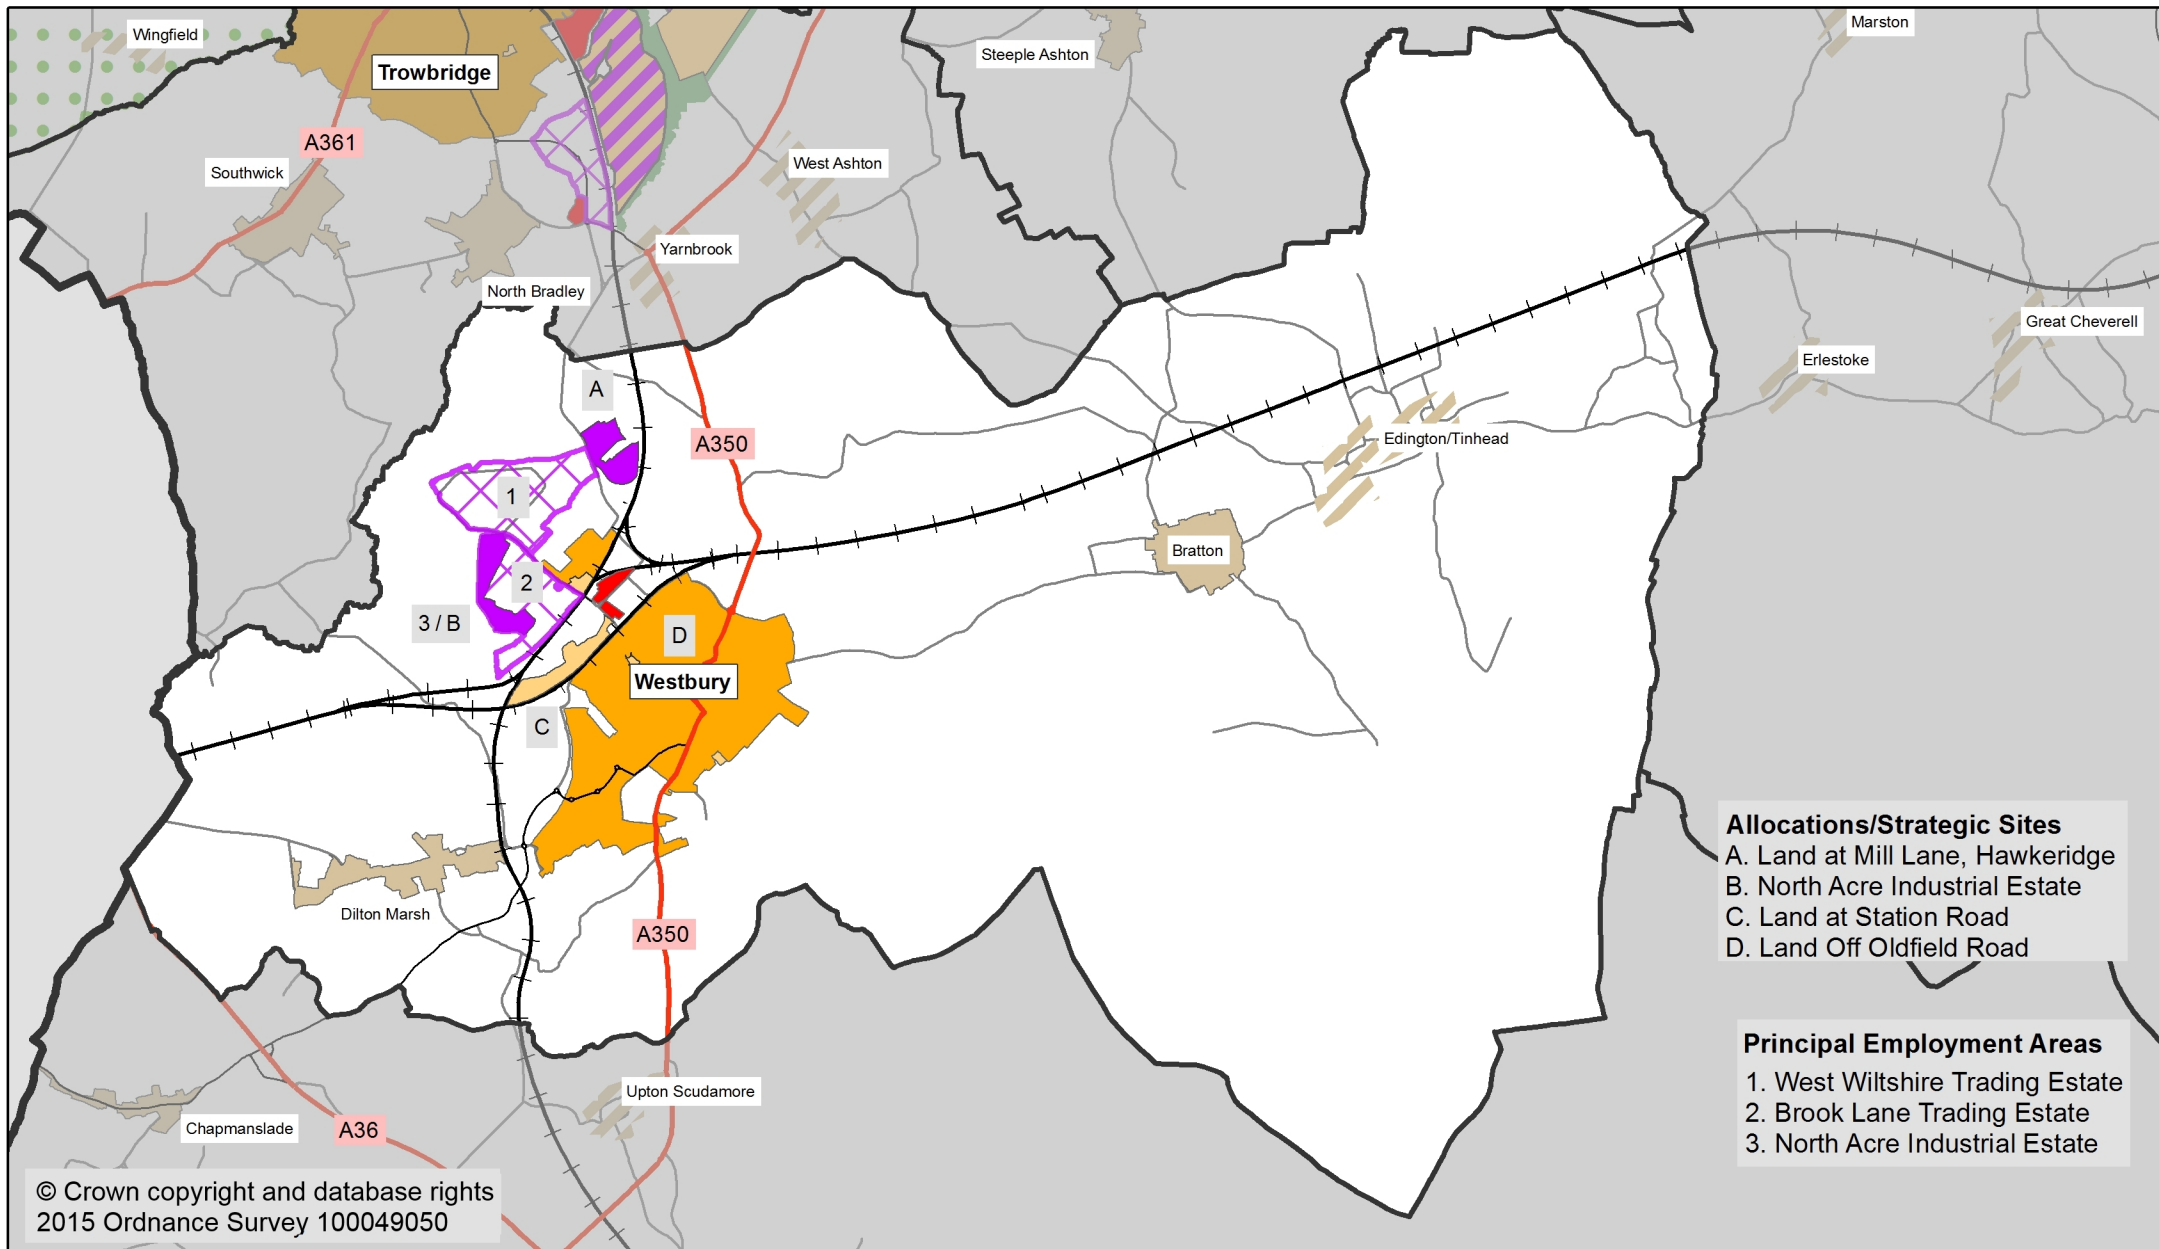 Wingfield
Marston
Steeple Ashton
Trowbridge
A361
West Ashton
Southwick
Yarnbrook
North Bradley
Great Cheverell
Erlestoke
A
A350
Edington/Tinhead
1
Bratton
2
3 / B
D
Westbury
C
Dilton Marsh
A350
Upton Scudamore
Chapmanslade
A36
Allocations/Strategic Sites
A. Land at Mill Lane, Hawkeridge
B. North Acre Industrial Estate
C. Land at Station Road
D. Land Off Oldfield Road
Principal Employment Areas
1. West Wiltshire Trading Estate
2. Brook Lane Trading Estate
3. North Acre Industrial Estate
© Crown copyright and database rights
2015 Ordnance Survey 100049050